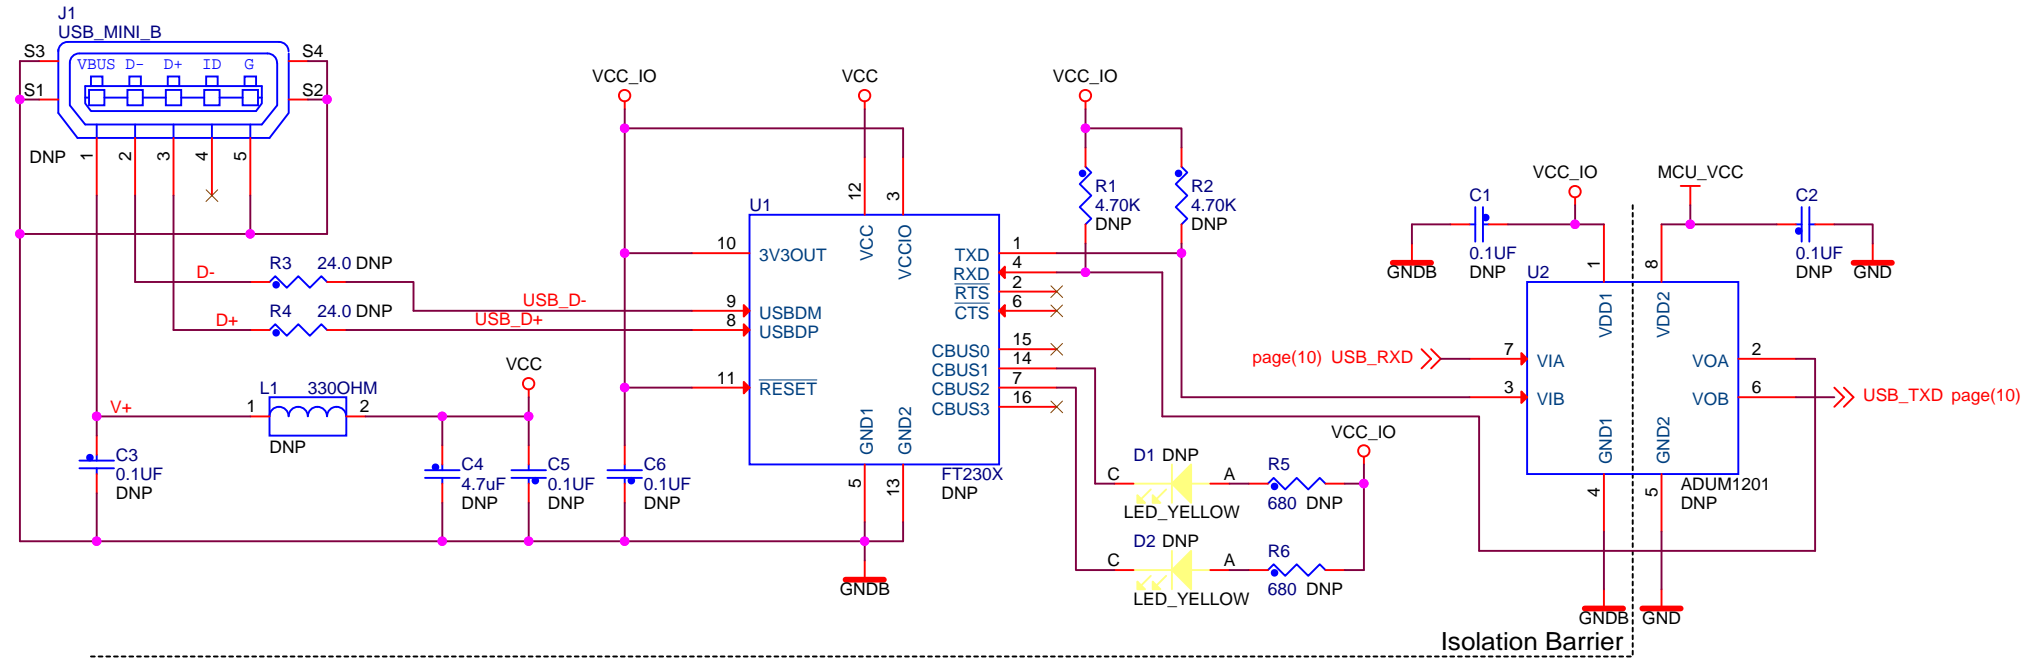 J1
USB_MINI_B
S3
S4
VBUS D- D+ ID G
S1
S2
DNP
1
2
3
4
5
D-
R3
24.0 DNP
D+
R4
24.0 DNP
USB_D-
USB_D+
V+
1
L1
330OHM
2
DNP
VCC
C3
0.1UF
DNP
C4
4.7uF
DNP
C5
0.1UF
DNP
C6
0.1UF
DNP
VCC_IO
VCC
U1
12
3
VCC
VCCIO
10
3V3OUT
9
USBDM
8
USBDP
11
RESET
TXD
1
RXD
4
RTS
2
CTS
6
CBUS0
15
CBUS1
14
CBUS2
7
CBUS3
16
GND1
GND2
5
13
FT230X
DNP
GNDB
VCC_IO
R1
4.70K
DNP
R2
4.70K
DNP
VCC_IO
D1 DNP
C
A
LED_YELLOW
R5
680 DNP
D2 DNP
C
A
LED_YELLOW
R6
680 DNP
VCC_IO
MCU_VCC
C1
0.1UF
DNP
GNDB
C2
0.1UF
DNP
GND
U2
1
8
VDD1
VDD2
page(10) USB_RXD
7
VIA
3
VIB
VOA
2
VOB
6
USB_TXD page(10)
GND1
GND2
4
5
ADUM1201
DNP
GNDB
GND
Isolation Barrier